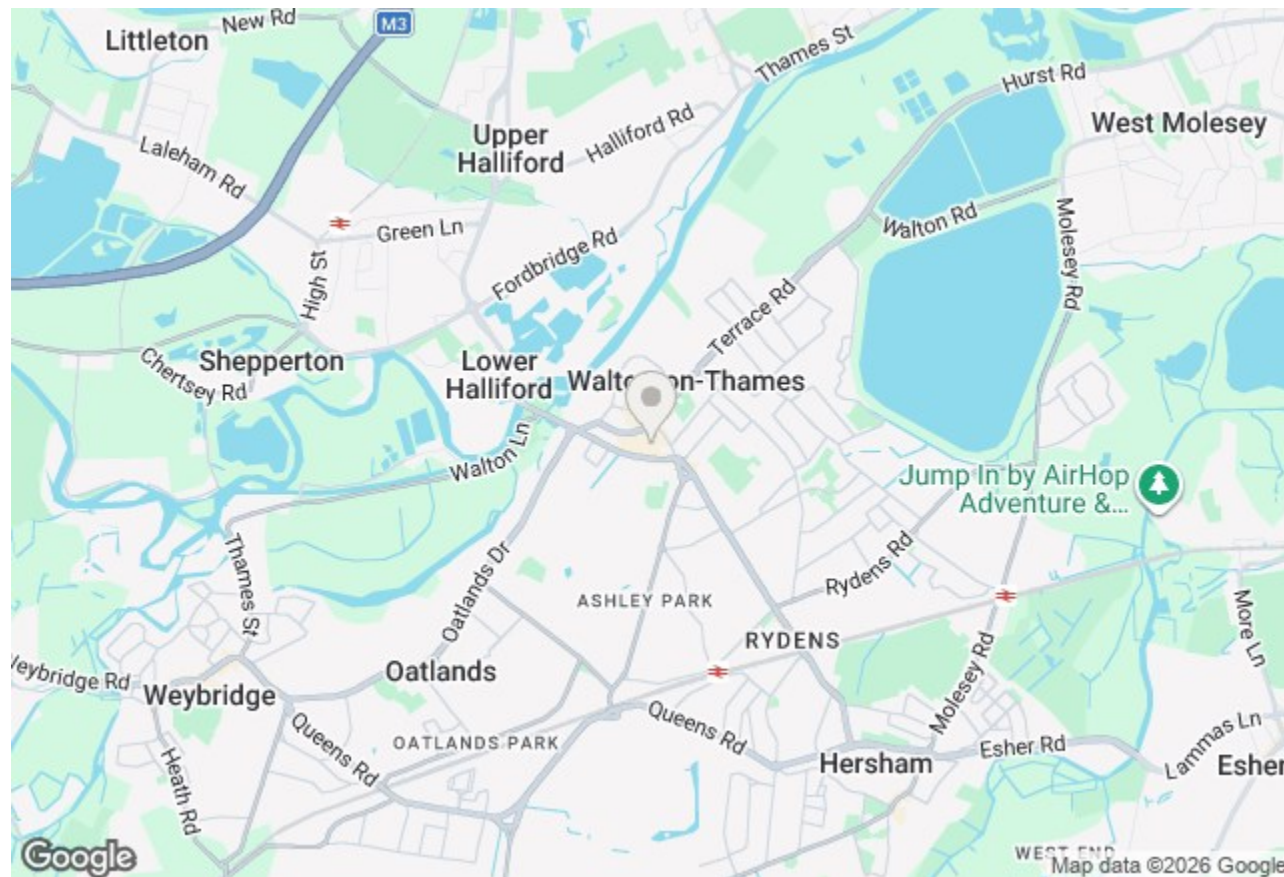 New Rd
M3
Littleton
Thames St
Hurst Rd
Upper
Halliford
Halliford Rd
West Molesey
Laleham Rd
Green Ln
Walton Rd
Molesey Rd
Fordbridge Rd
High St
Terrace Rd
Shepperton
Chertsey Rd
Lower
Halliford
Walton-on-Thames
Walton Ln
Jump In by AirHop
Adventure &...
Thames St
Oatlands Dr
Rydens Rd
ASHLEY PARK
RYDENS
More Ln
Weybridge Rd
Oatlands
Molesey Rd
Weybridge
Queens Rd
OATLANDS PARK
Queens Rd
Heath Rd
Hersham
Esher Rd
Lammas Ln
Esher
WEST END
Google
Map data ©2026 Google